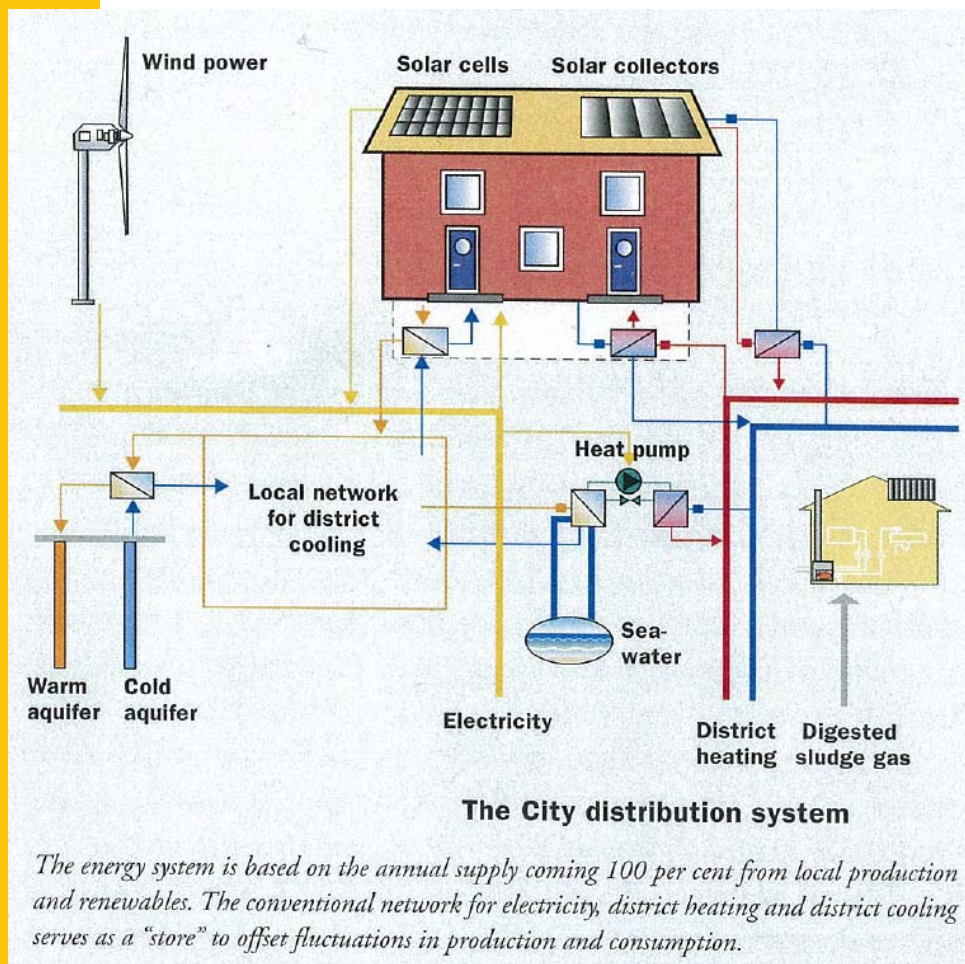 Wind power
Solar cells
Solar collectors
Heat pump
Local network
for district
cooling
Sea-
water
Warm
aquifer
Cold
aquifer
Electricity
District
heating
Digested
sludge gas
The City distribution system
The energy system is based on the annual supply coming 100 per cent from local production
and renewables. The conventional network for electricity, district heating and district cooling
serves as a “store” to offset fluctuations in production and consumption.